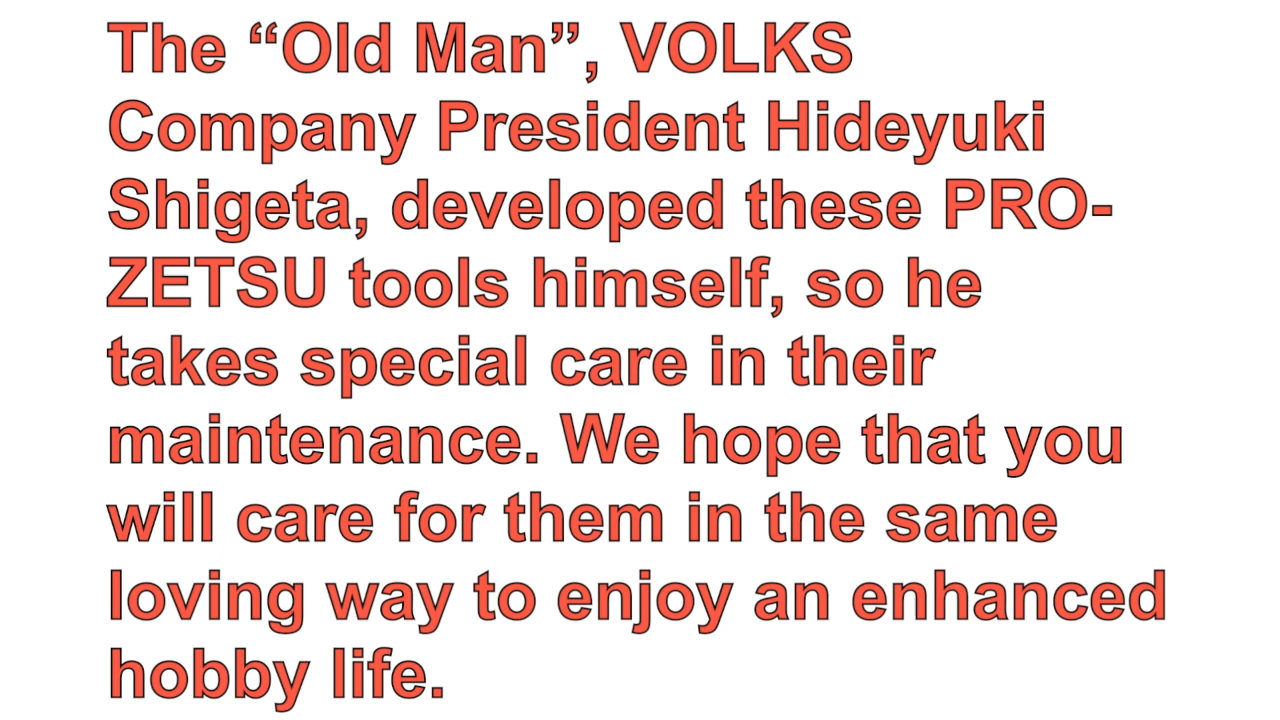 The “Old Man”, VOLKS
Company President Hideyuki
Shigeta, developed these PRO-
ZETSU tools himself, so he
takes special care in their
maintenance. We hope that you
will care for them in the same
loving way to enjoy an enhanced
hobby life.